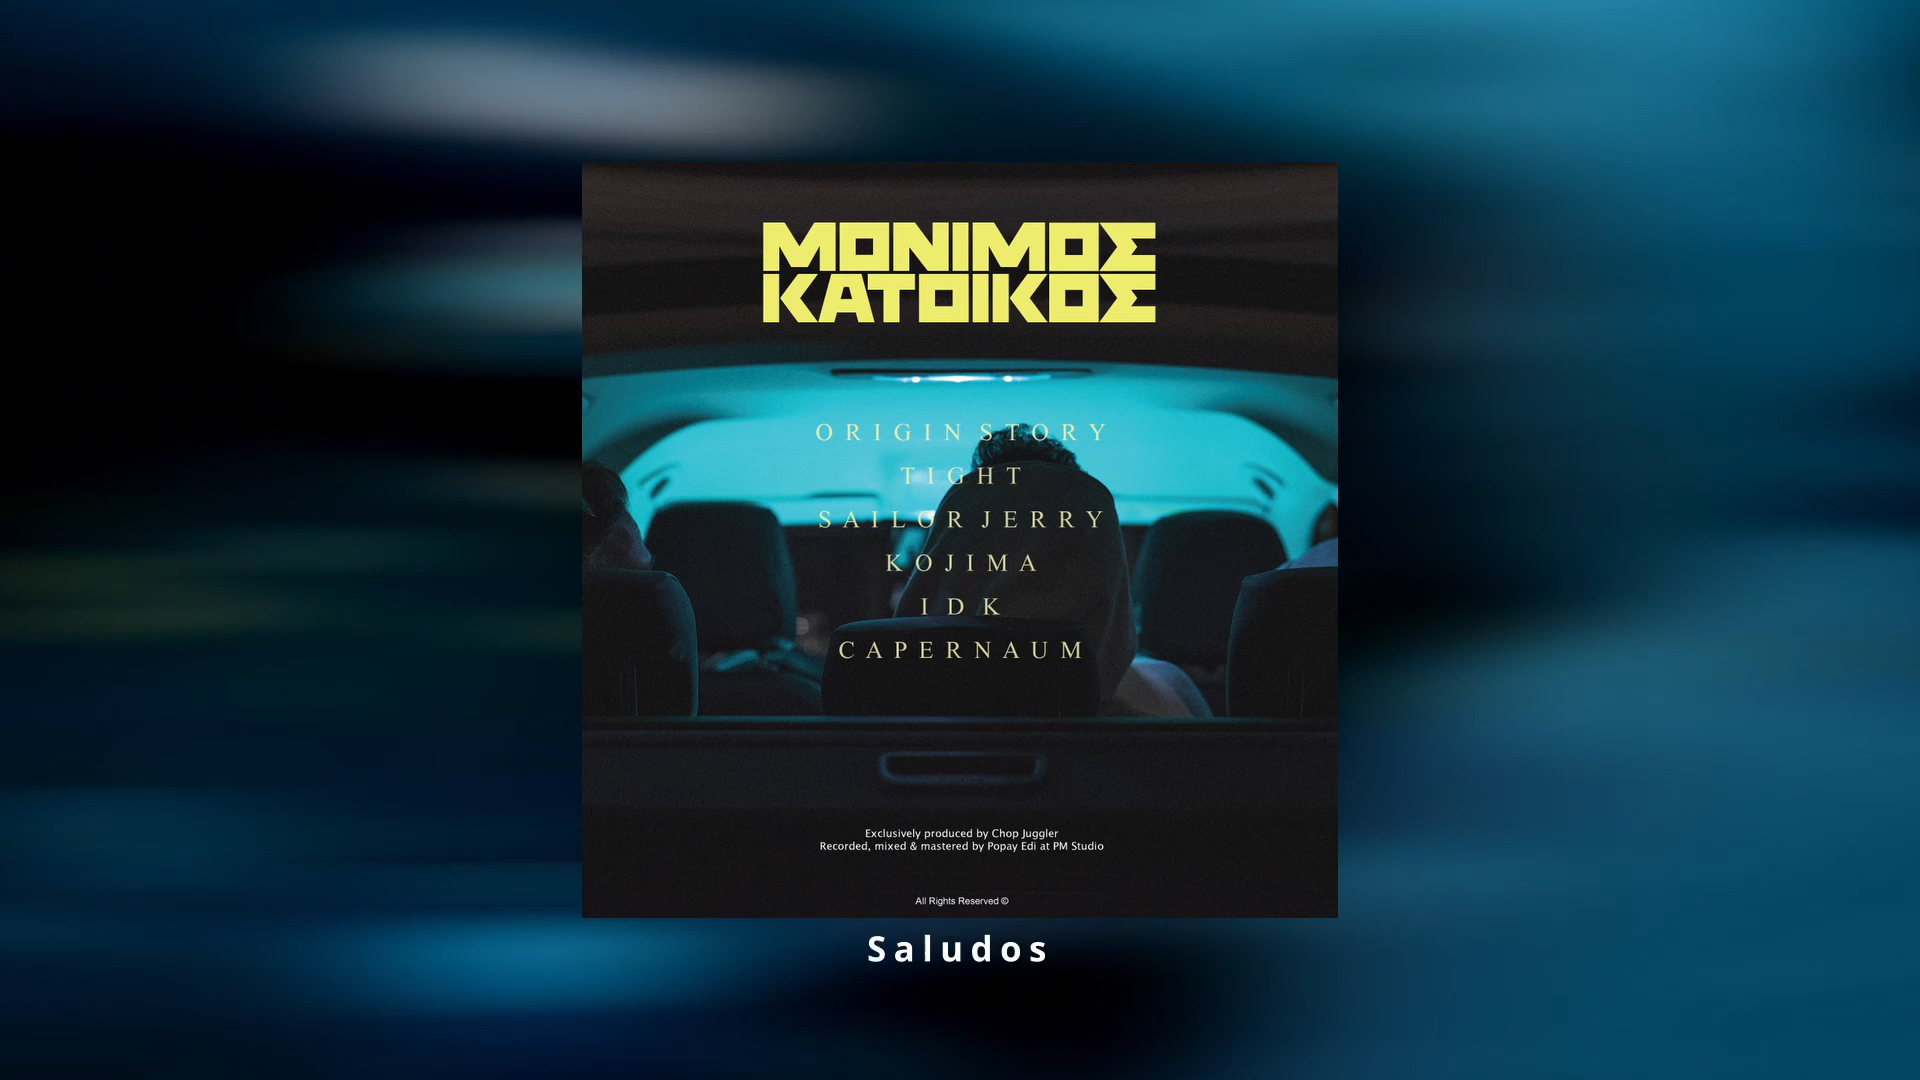 ΜΟΝΙΜΟΣ
ΚΑΤΟΙΚΟΣ
ORIGIN STORY
TIGHT
SAILOR JERRY
KOJIMA
IDK
CAPERNAUM
Exclusively produced by Chop Juggler
Recorded, mixed & mastered by Popay Edi at PM Studio
All Rights Reserved ©
Saludos